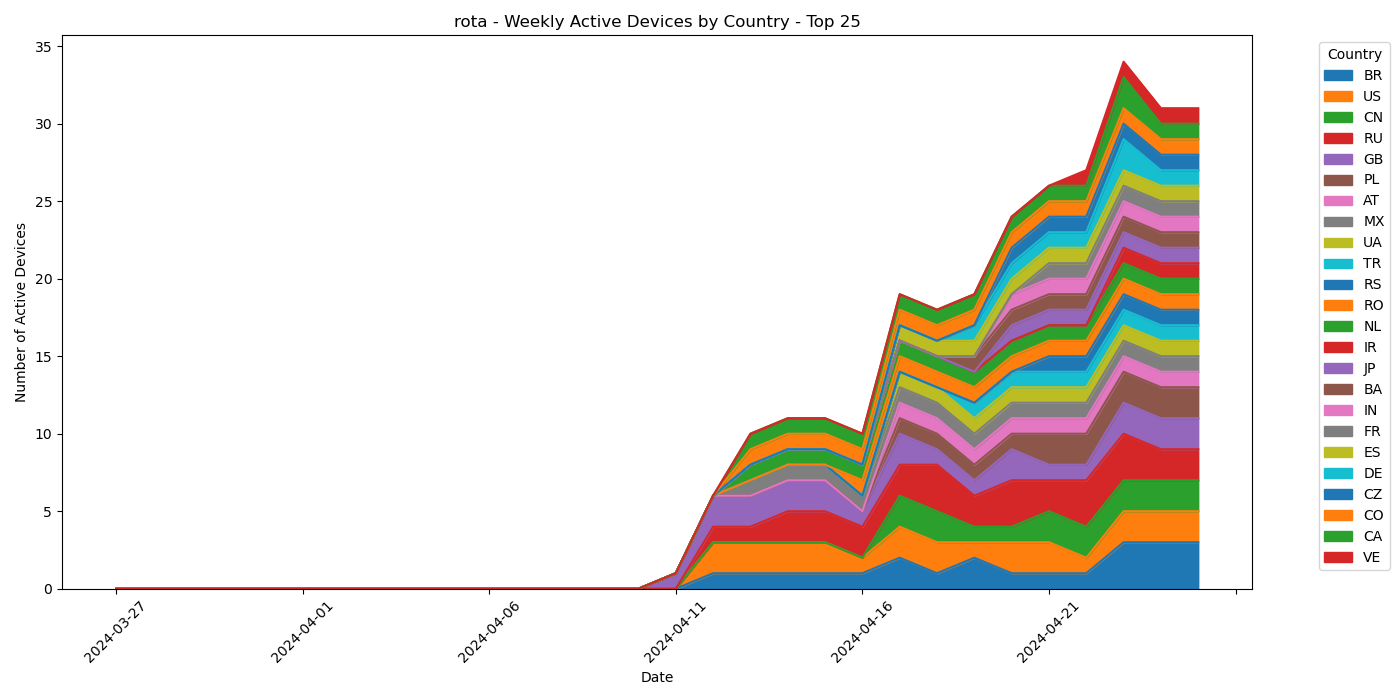 rota - Weekly Active Devices by Country - Top 25
Number of Active Devices
35
30
25
20
15
10
5
0
2024-03-27
2024-04-01
2024-04-06
2024-04-11
2024-04-16
2024-04-21
Date
Country
BR
US
CN
RU
GB
PL
AT
MX
UA
TR
RS
RO
NL
IR
JP
BA
IN
FR
ES
DE
CZ
CO
CA
VE